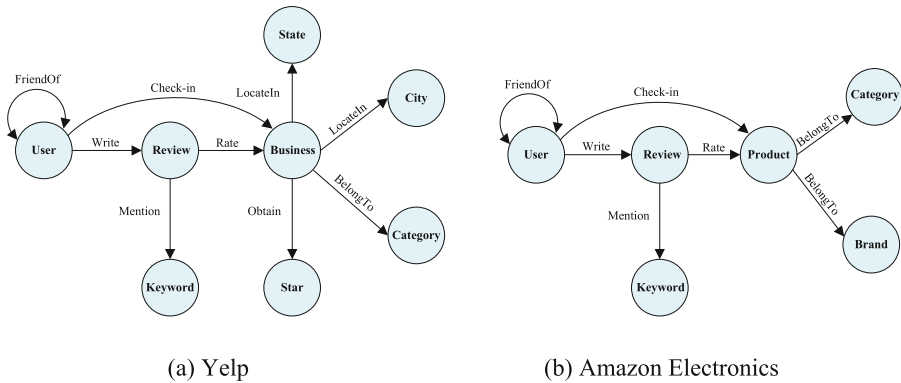 State
FriendOf
Check-in
LocateIn
City
LocateIn
User
Write
Review
Rate
Business
BelongTo
Mention
Obtain
Category
Keyword
Star
(a) Yelp
FriendOf
Check-in
Category
BelongTo
User
Write
Review
Rate
Product
BelongTo
Mention
Brand
Keyword
(b) Amazon Electronics